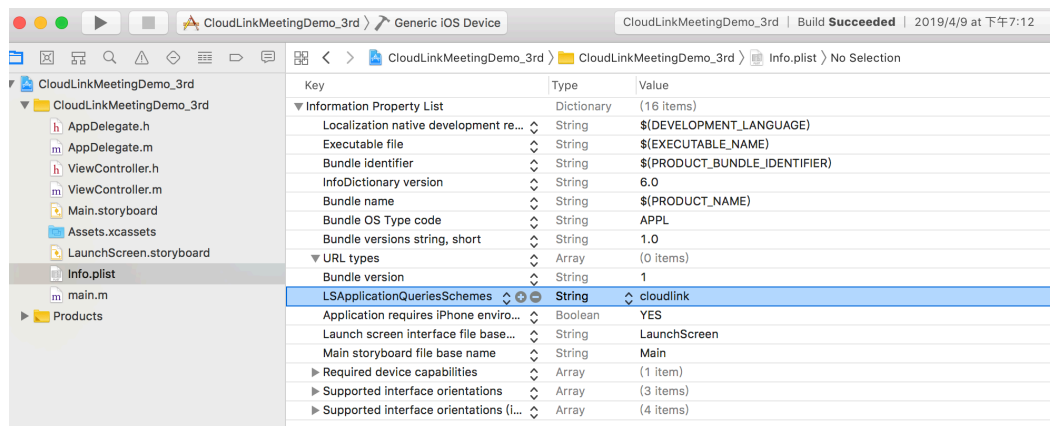 CloudLinkMeetingDemo_3rd 〉 Generic iOS Device
CloudLinkMeetingDemo_3rd | Build Succeeded | 2019/4/9 at 下午7:12
CloudLinkMeetingDemo_3rd 〉 CloudLinkMeetingDemo_3rd 〉 Info.plist 〉 No Selection
CloudLinkMeetingDemo_3rd
CloudLinkMeetingDemo_3rd
h AppDelegate.h
m AppDelegate.m
h ViewController.h
m ViewController.m
Main.storyboard
Assets.xcassets
LaunchScreen.storyboard
Info.plist
m main.m
Products
Key Type Value
Information Property List Dictionary (16 items)
Localization native development re... String $(DEVELOPMENT_LANGUAGE)
Executable file String $(EXECUTABLE_NAME)
Bundle identifier String $(PRODUCT_BUNDLE_IDENTIFIER)
InfoDictionary version String 6.0
Bundle name String $(PRODUCT_NAME)
Bundle OS Type code String APPL
Bundle versions string, short String 1.0
URL types Array (0 items)
Bundle version String 1
LSApplicationQueriesSchemes String cloudlink
Application requires iPhone enviro... Boolean YES
Launch screen interface file base... String LaunchScreen
Main storyboard file base name String Main
Required device capabilities Array (1 item)
Supported interface orientations Array (3 items)
Supported interface orientations (i... Array (4 items)